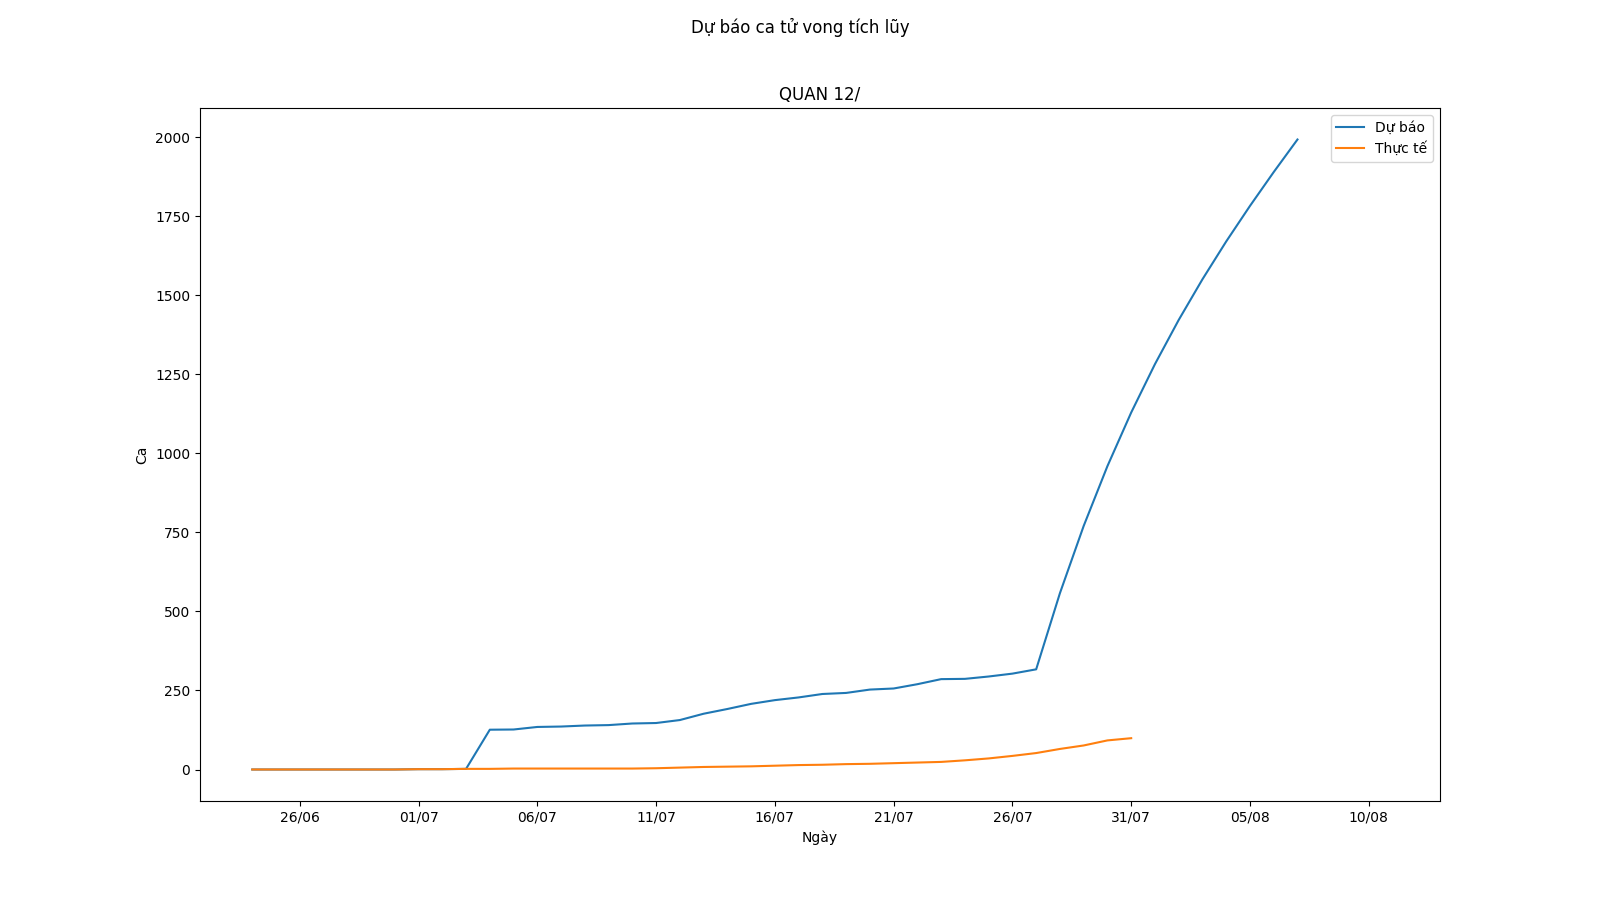 Dự báo ca tử vong tích lũy
QUAN 12/
Dự báo
Thực tế
2000
1750
1500
1250
1000
750
500
250
0
Ca
26/06 01/07 06/07 11/07 16/07 21/07 26/07 31/07 05/08 10/08
Ngày